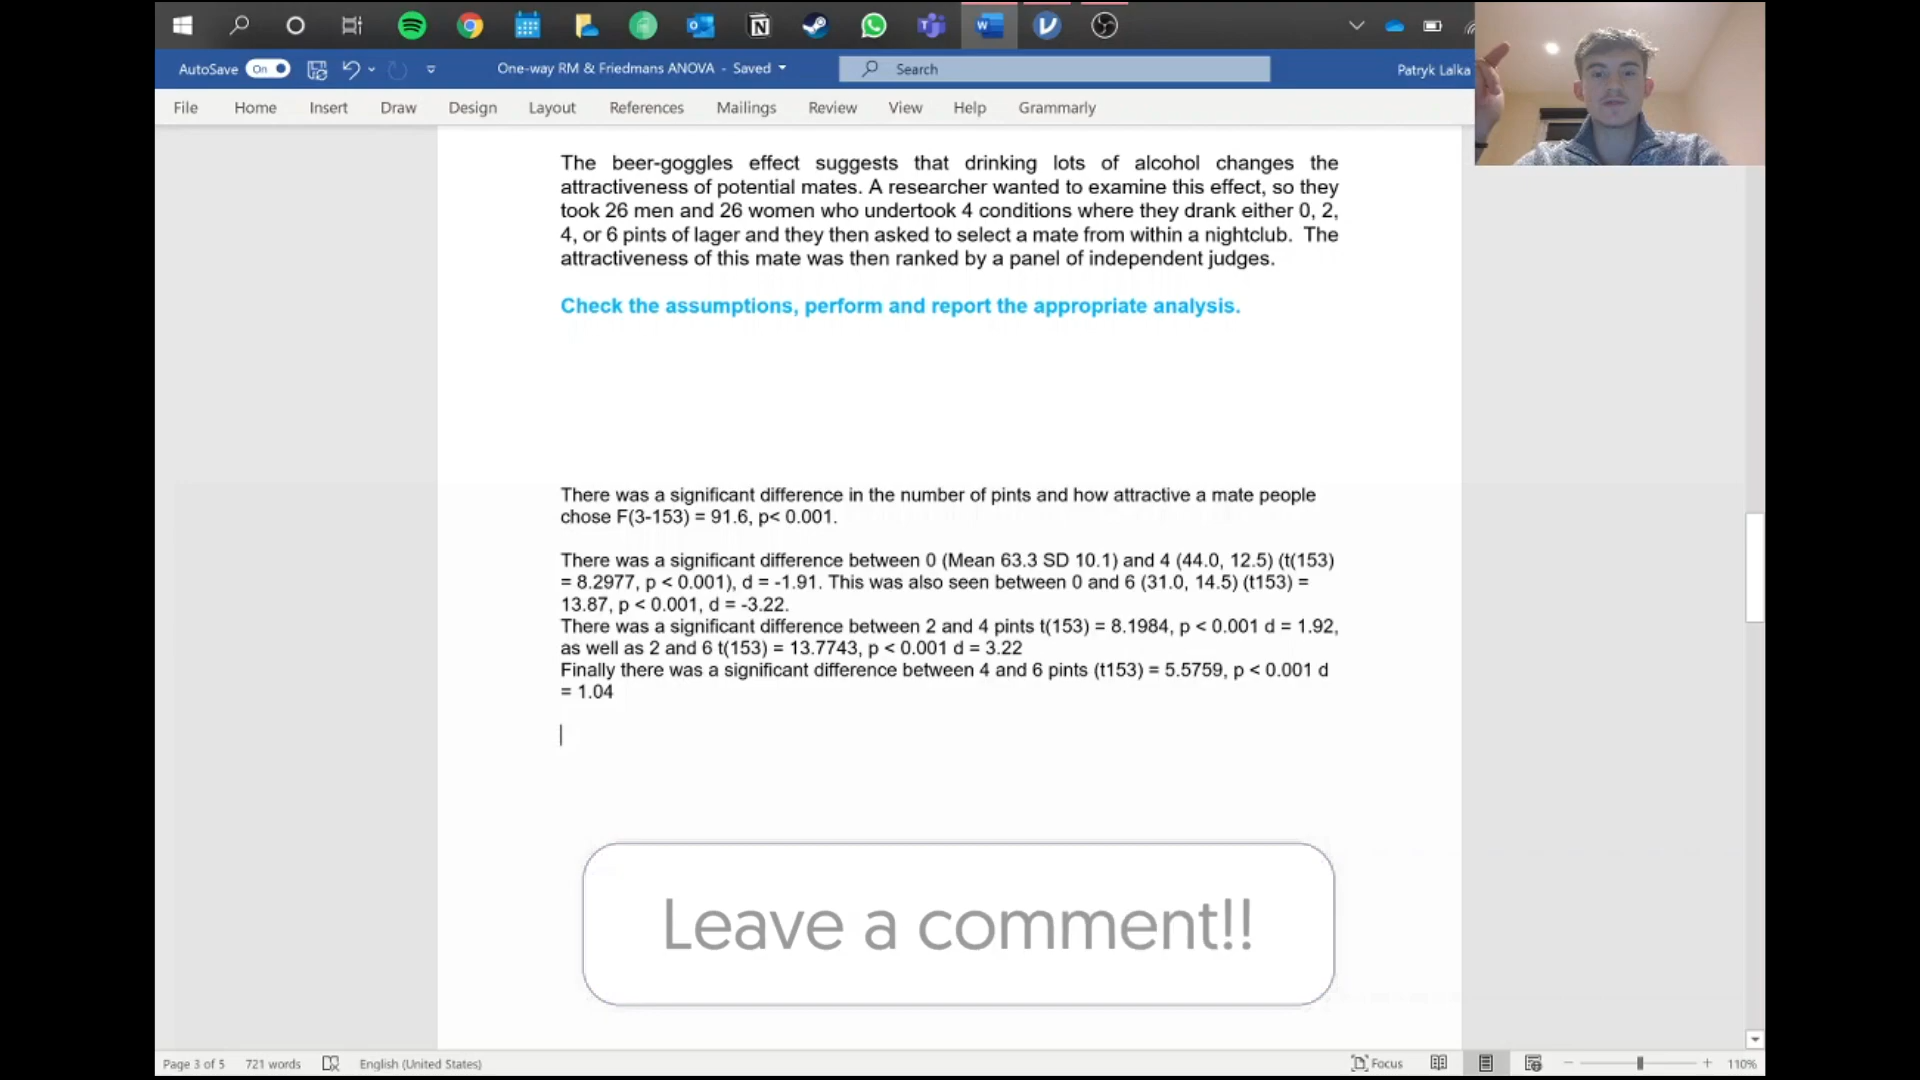 AutoSave On One-way RM & Friedmans ANOVA - Saved Search Patryk Lalka
File Home Insert Draw Design Layout References Mailings Review View Help Grammarly
The beer-goggles effect suggests that drinking lots of alcohol changes the
attractiveness of potential mates. A researcher wanted to examine this effect, so they
took 26 men and 26 women who undertook 4 conditions where they drank either 0, 2,
4, or 6 pints of lager and they then asked to select a mate from within a nightclub. The
attractiveness of this mate was then ranked by a panel of independent judges.
Check the assumptions, perform and report the appropriate analysis.
There was a significant difference in the number of pints and how attractive a mate people
chose F(3-153) = 91.6, p< 0.001.
There was a significant difference between 0 (Mean 63.3 SD 10.1) and 4 (44.0, 12.5) (t(153)
= 8.2977, p < 0.001), d = -1.91. This was also seen between 0 and 6 (31.0, 14.5) (t153) =
13.87, p < 0.001, d = -3.22.
There was a significant difference between 2 and 4 pints t(153) = 8.1984, p < 0.001 d = 1.92,
as well as 2 and 6 t(153) = 13.7743, p < 0.001 d = 3.22
Finally there was a significant difference between 4 and 6 pints (t153) = 5.5759, p < 0.001 d
= 1.04
Leave a comment!!
Page 3 of 5 721 words English (United States) Focus 110%